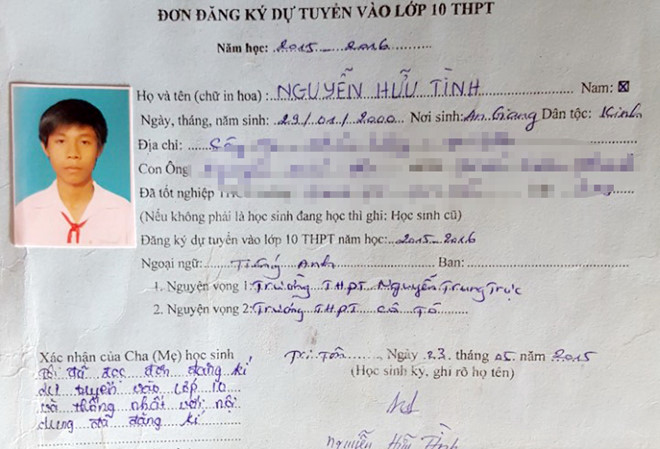 ĐƠN ĐĂNG KÝ DỰ TUYỂN VÀO LỚP 10 THPT
Năm học: 2015 - 2016
Họ và tên (chữ in hoa): NGUYỄN HỮU TÌNH Nam: ☒
Ngày, tháng, năm sinh: 29/01/2000 Nơi sinh: An Giang Dân tộc: Kinh
Địa chỉ:
Con Ông
Đã tốt nghiệp
(Nếu không phải là học sinh đang học thì ghi: Học sinh cũ)
Đăng ký dự tuyển vào lớp 10 THPT năm học: 2015-2016
Ngoại ngữ: Tiếng Anh Ban:
1. Nguyện vọng 1: Trường THPT Nguyễn Trung Trực
2. Nguyện vọng 2: Trường THPT Cô Tô
Xác nhận của Cha (Mẹ) học sinh
Tôi đã đọc đơn đăng kí
dự tuyển vào lớp 10
và thống nhất với nội
dung đã đăng kí
Tri Tôn, Ngày 23 tháng 05 năm 2015
(Học sinh ký, ghi rõ họ tên)
Nguyễn Hữu Tình